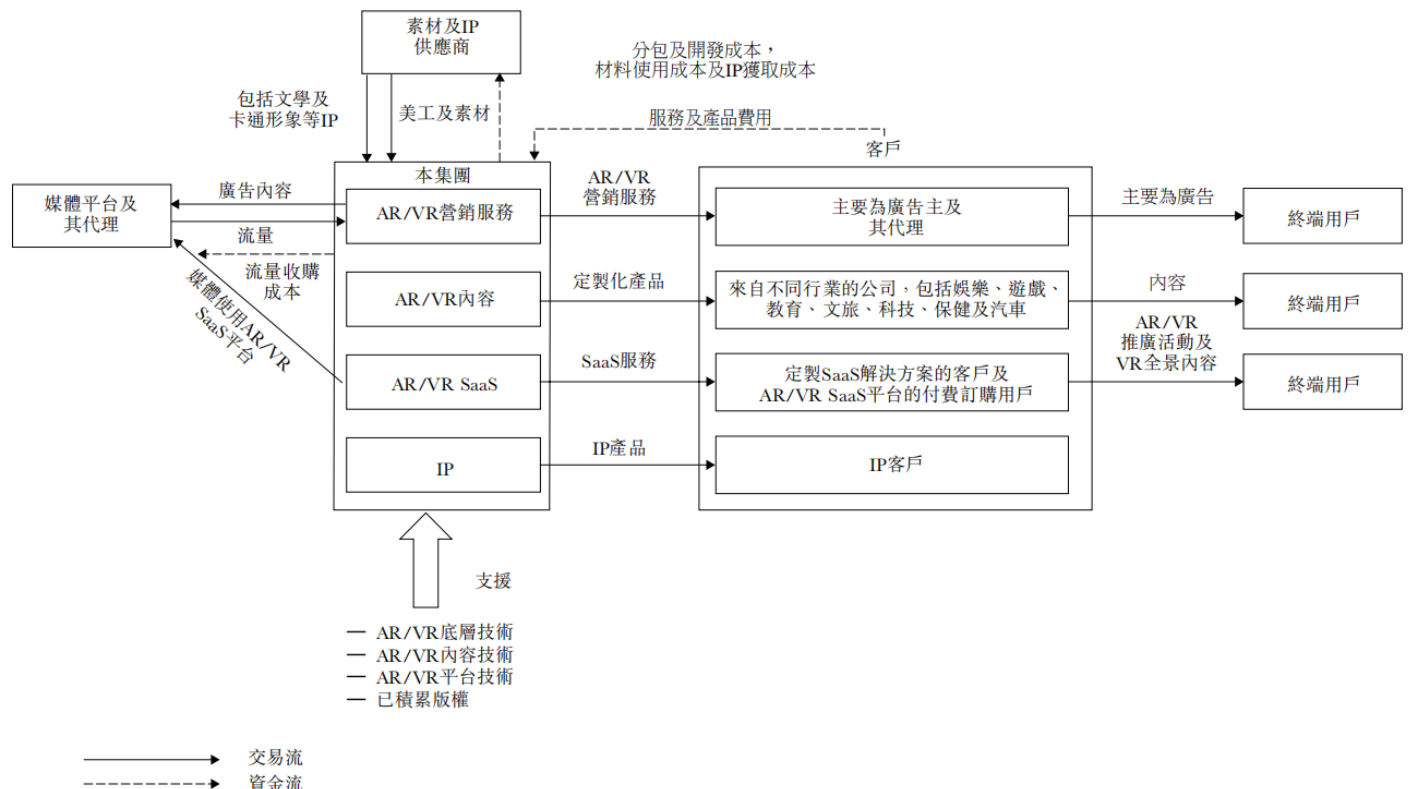 素材及IP
供應商
分包及開發成本，
材料使用成本及IP獲取成本
包括文學及
卡通形象等IP
美工及素材
服務及產品費用
客戶
本集團
媒體平台及
其代理
廣告內容
流量
流量收購
成本
媒體使用AR/VR
SaaS平台
AR/VR營銷服務
AR/VR
營銷服務
主要為廣告主及
其代理
主要為廣告
終端用戶
AR/VR內容
定製化產品
來自不同行業的公司，包括娛樂、遊戲、
教育、文旅、科技、保健及汽車
內容
終端用戶
AR/VR SaaS
SaaS服務
定製SaaS解決方案的客戶及
AR/VR SaaS平台的付費訂購用戶
AR/VR
推廣活動及
VR全景內容
終端用戶
IP
IP產品
IP客戶
支援
— AR/VR底層技術
— AR/VR內容技術
— AR/VR平台技術
— 已積累版權
交易流
資金流